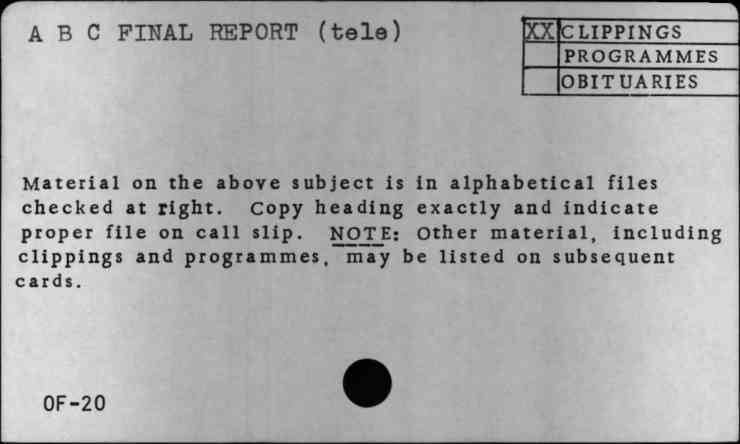 A B C FINAL REPORT (tele)
XX CLIPPINGS
PROGRAMMES
OBITUARIES
Material on the above subject is in alphabetical files
checked at right. Copy heading exactly and indicate
proper file on call slip. NOTE: Other material, including
clippings and programmes, may be listed on subsequent
cards.
OF-20